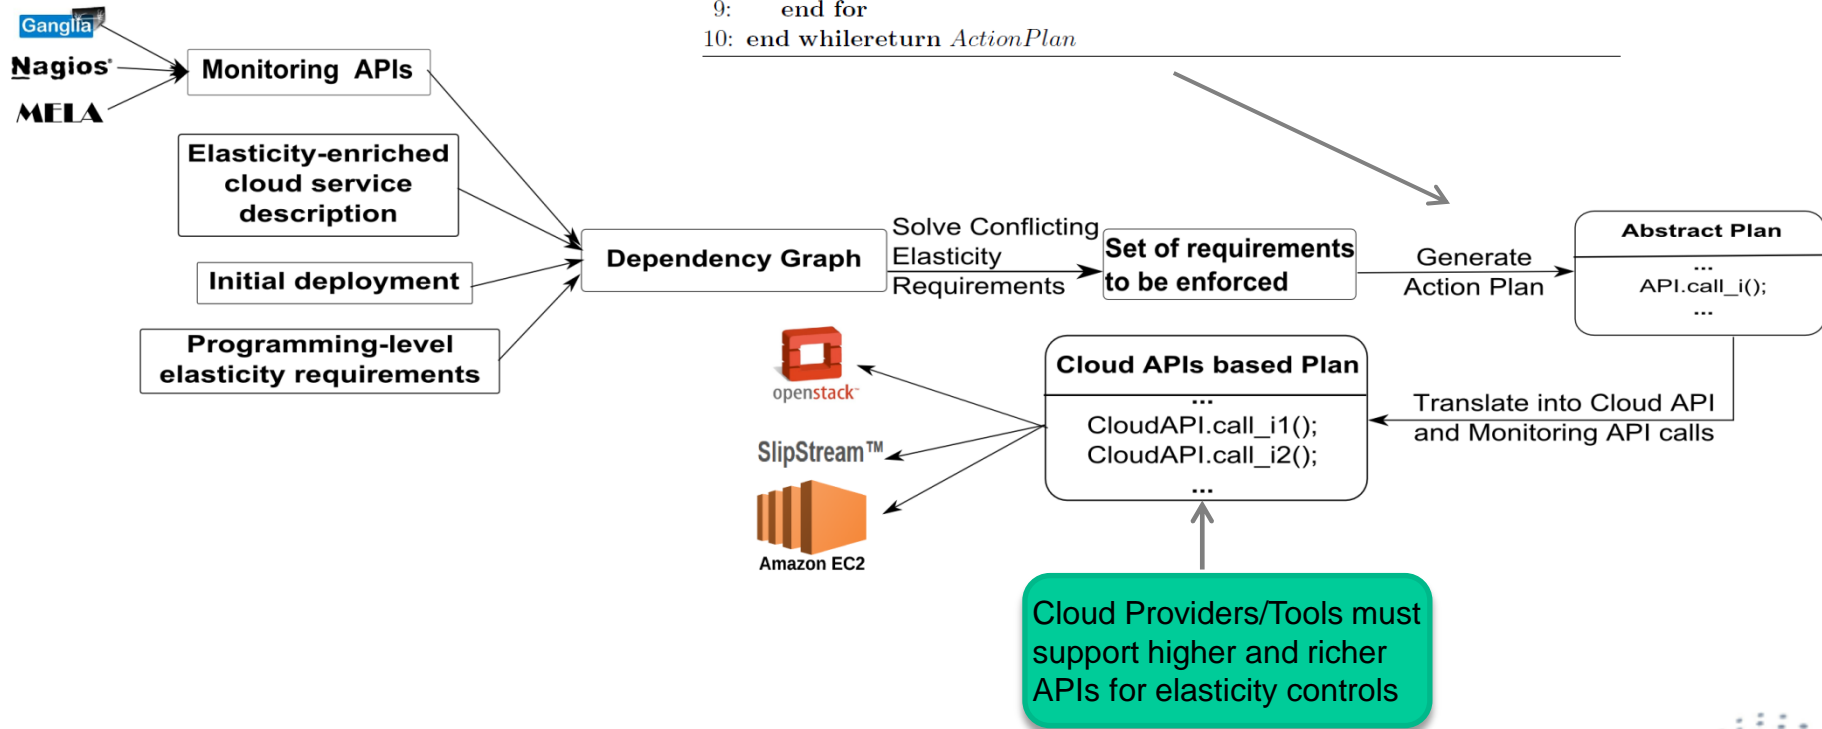 9: end for
10: end whilereturn ActionPlan
Ganglia
Nagios®
MELA
Monitoring APIs
Elasticity-enriched
cloud service
description
Initial deployment
Programming-level
elasticity requirements
Dependency Graph
Solve Conflicting
Elasticity
Requirements
Set of requirements
to be enforced
Generate
Action Plan
Abstract Plan
...
API.call_i();
...
Translate into Cloud API
and Monitoring API calls
Cloud APIs based Plan
...
CloudAPI.call_i1();
CloudAPI.call_i2();
...
openstack™
SlipStream™
Amazon EC2
Cloud Providers/Tools must
support higher and richer
APIs for elasticity controls